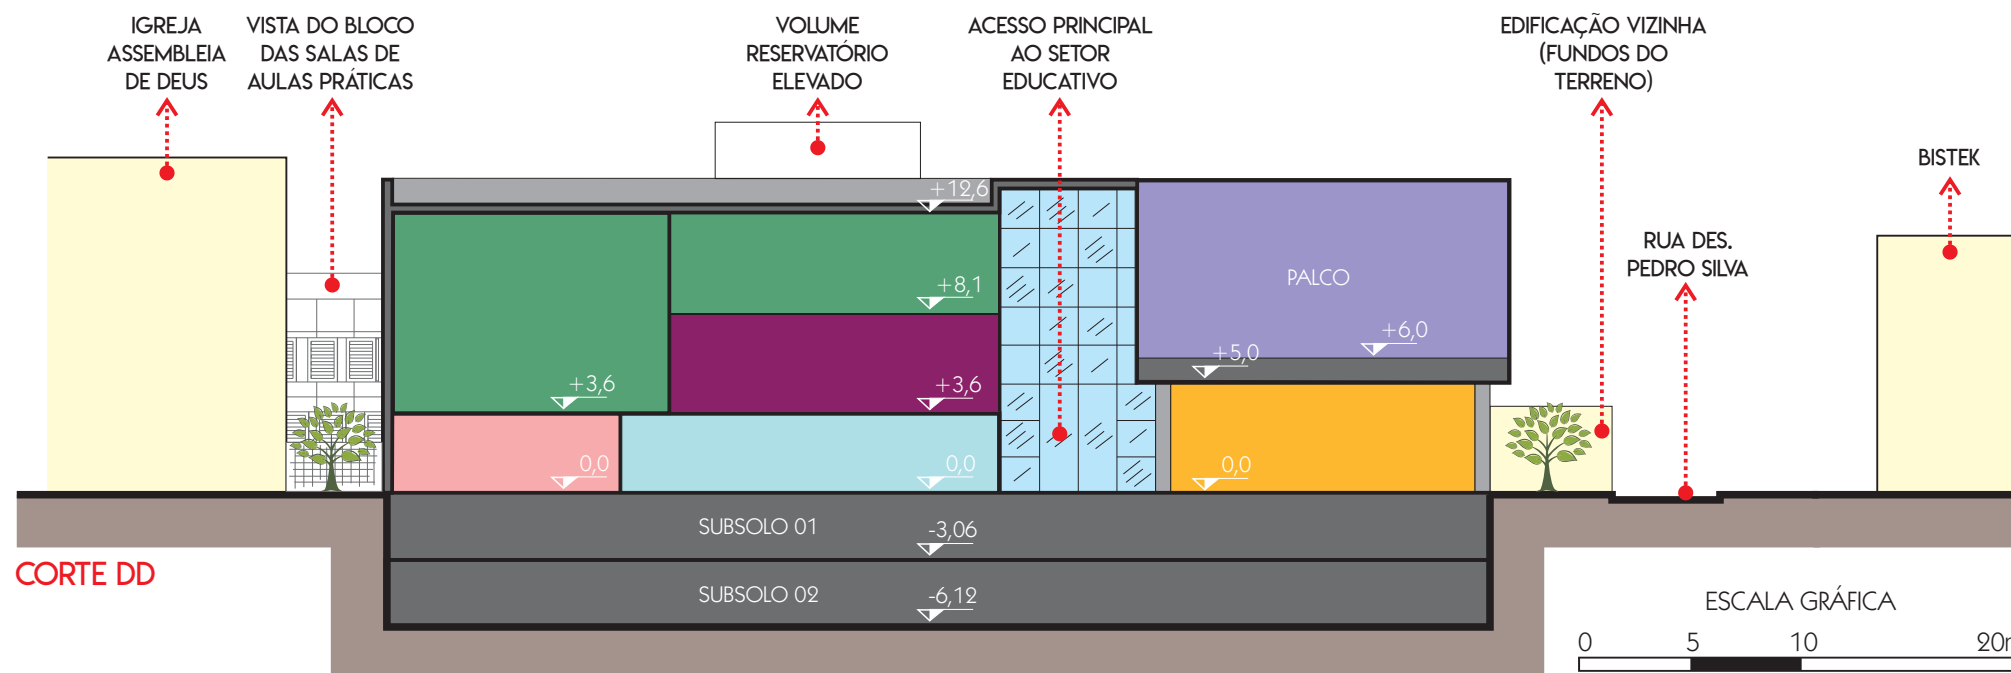 IGREJA
ASSEMBLEIA
DE DEUS
VISTA DO BLOCO
DAS SALAS DE
AULAS PRÁTICAS
VOLUME
RESERVATÓRIO
ELEVADO
ACESSO PRINCIPAL
AO SETOR
EDUCATIVO
EDIFICAÇÃO VIZINHA
(FUNDOS DO
TERRENO)
BISTEK
RUA DES.
PEDRO SILVA
+12,6
+8,1
PALCO
+6,0
+5,0
+3,6
+3,6
0,0
0,0
0,0
SUBSOLO 01
-3,06
SUBSOLO 02
-6,12
CORTE DD
ESCALA GRÁFICA
0 5 10 20m